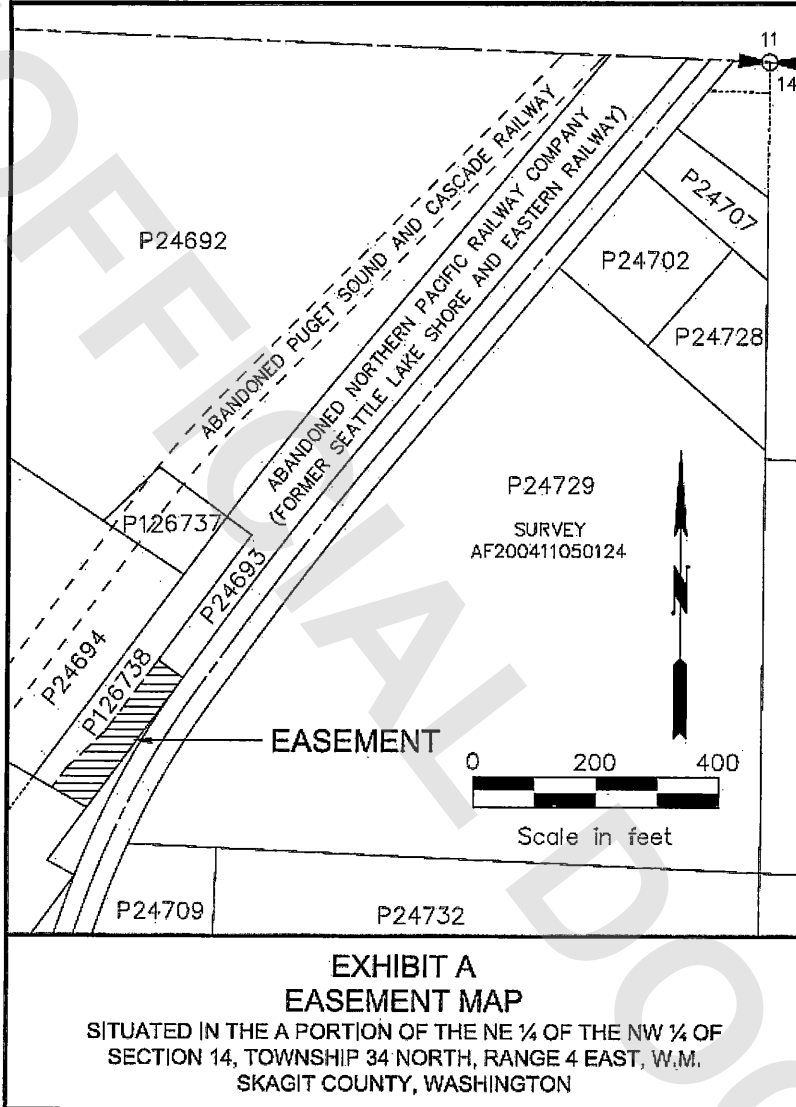 11
14
ABANDONED PUGET SOUND AND CASCADE RAILWAY
ABANDONED NORTHERN PACIFIC RAILWAY COMPANY
(FORMER SEATTLE LAKE SHORE AND EASTERN RAILWAY)
P24707
P24692
P24702
P24728
P24729
SURVEY
AF200411050124
P126737
P24693
N
P24694
P126738
EASEMENT
0 200 400
Scale in feet
P24709
P24732
EXHIBIT A
EASEMENT MAP
SITUATED IN THE A PORTION OF THE NE ¼ OF THE NW ¼ OF
SECTION 14, TOWNSHIP 34 NORTH, RANGE 4 EAST, W.M.
SKAGIT COUNTY, WASHINGTON
OFFICIAL DOC